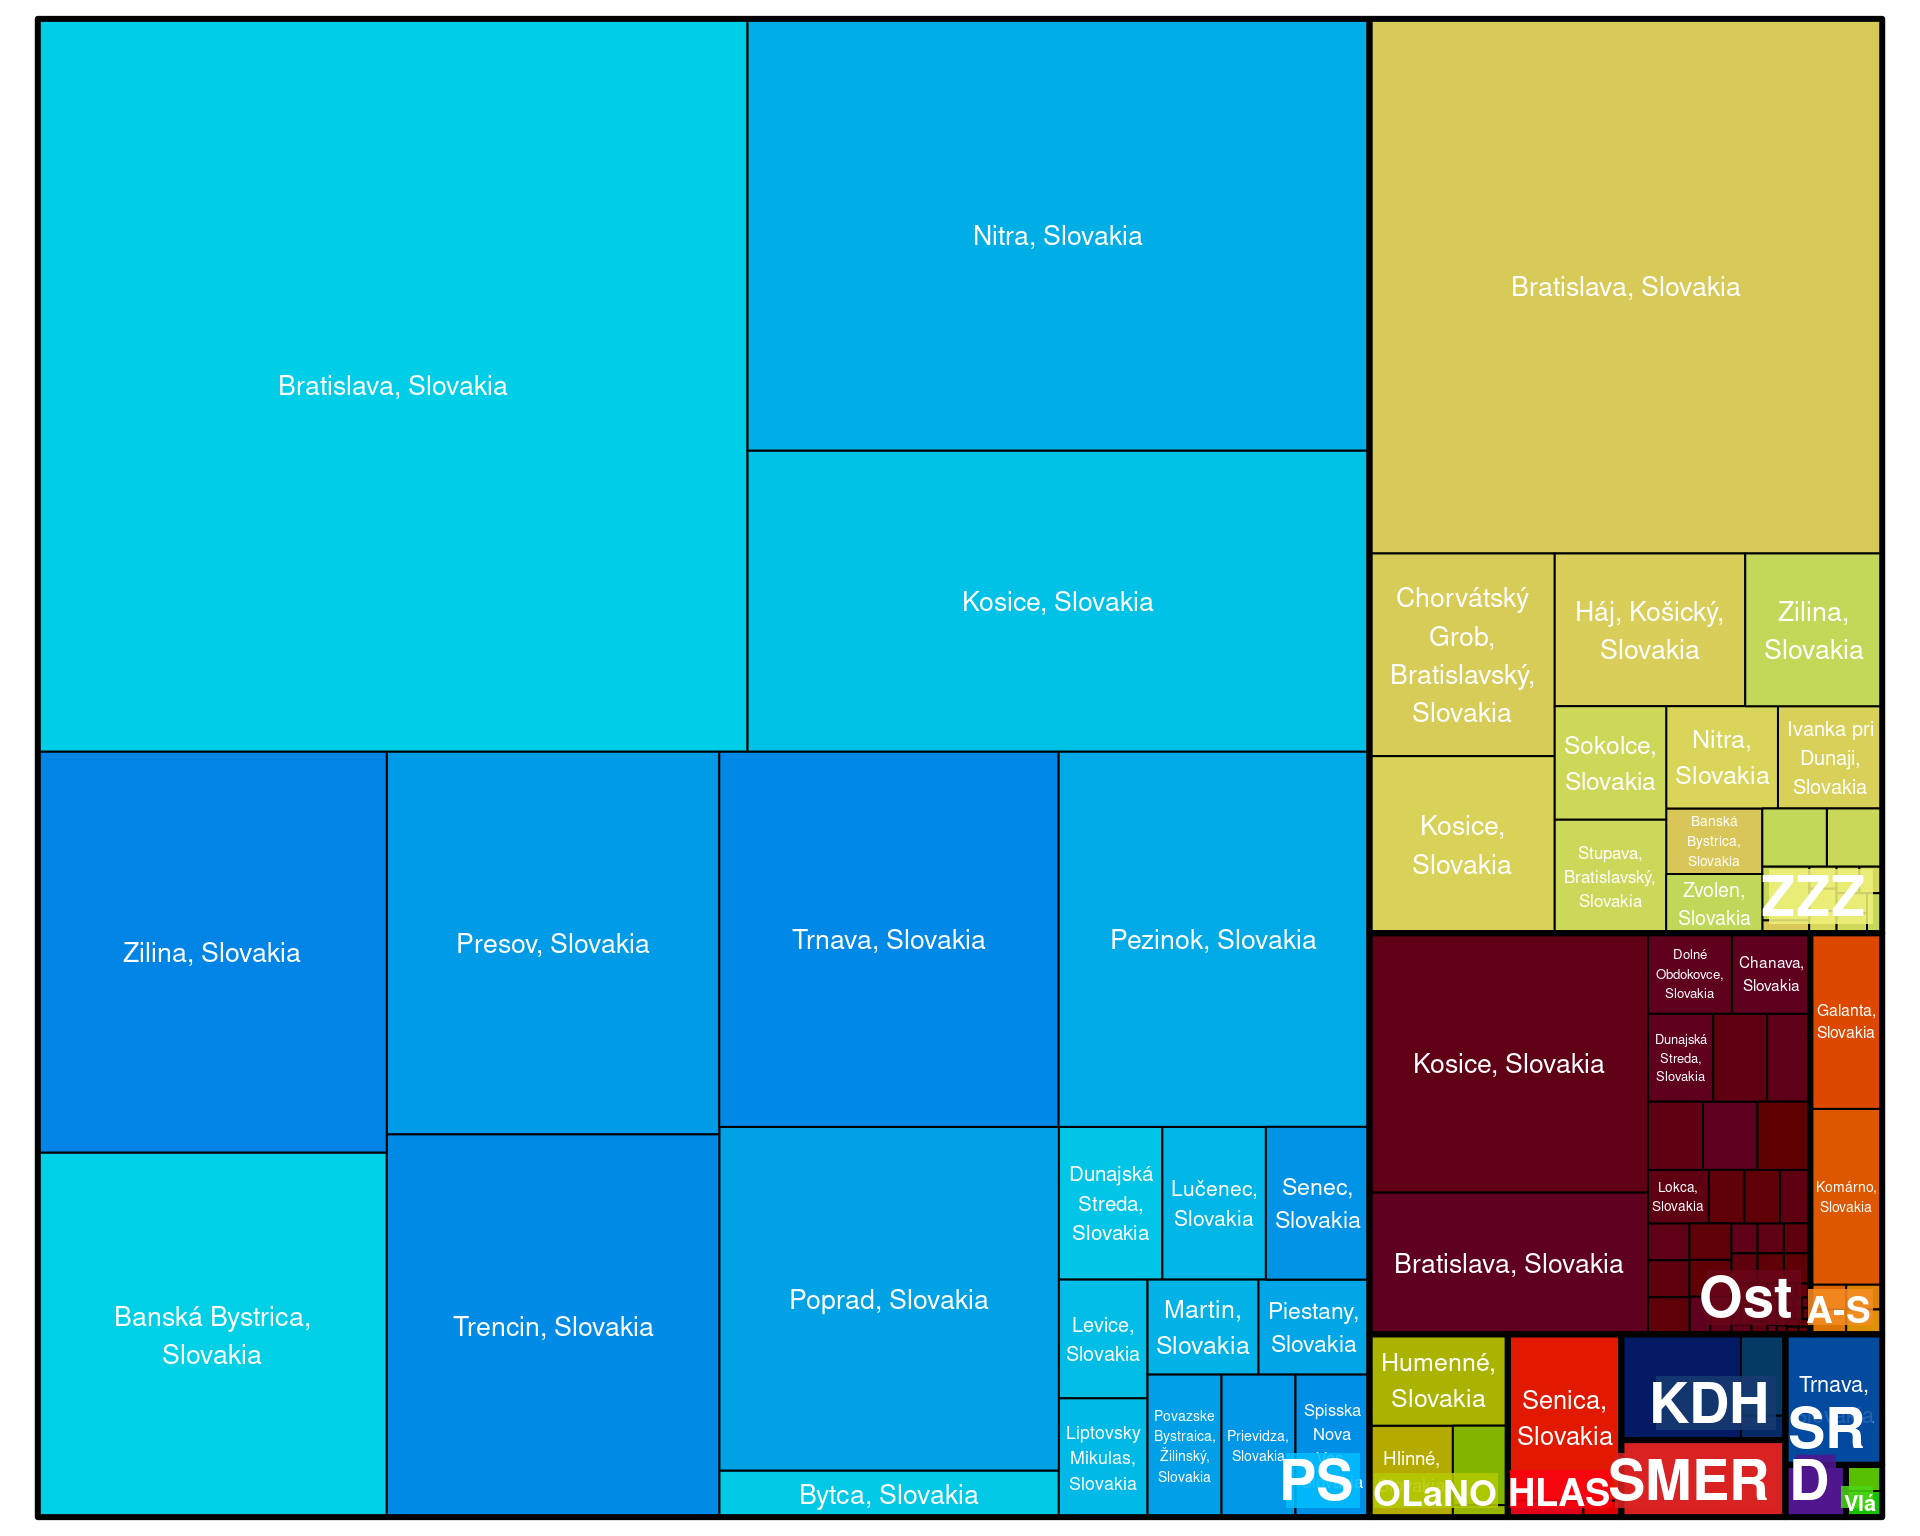 Bratislava, Slovakia
Nitra, Slovakia
Kosice, Slovakia
Zilina, Slovakia
Presov, Slovakia
Trnava, Slovakia
Pezinok, Slovakia
Banská Bystrica,
Slovakia
Trencin, Slovakia
Poprad, Slovakia
Bytca, Slovakia
Dunajská
Streda,
Slovakia
Lučenec,
Slovakia
Senec,
Slovakia
Levice,
Slovakia
Martin,
Slovakia
Piestany,
Slovakia
Liptovsky
Mikulas,
Slovakia
Povazske
Bystraica,
Žilinský,
Slovakia
Prievidza,
Slovakia
Spisska
Nova
PS
Bratislava, Slovakia
Chorvátský
Grob,
Bratislavský,
Slovakia
Háj, Košický,
Slovakia
Zilina,
Slovakia
Kosice,
Slovakia
Sokolce,
Slovakia
Nitra,
Slovakia
Ivanka pri
Dunaji,
Slovakia
Stupava,
Bratislavský,
Slovakia
Banská
Bystrica,
Slovakia
Zvolen,
Slovakia
ZZZ
Kosice, Slovakia
Bratislava, Slovakia
Dolné
Obdokovce,
Slovakia
Chanava,
Slovakia
Dunajská
Streda,
Slovakia
Lokca,
Slovakia
Ost
Galanta,
Slovakia
Komárno,
Slovakia
A-S
Humenné,
Slovakia
Hlinné,
OLaNO
Senica,
Slovakia
HLAS
KDH
SMER
Trnava,
SR
D
Vlá